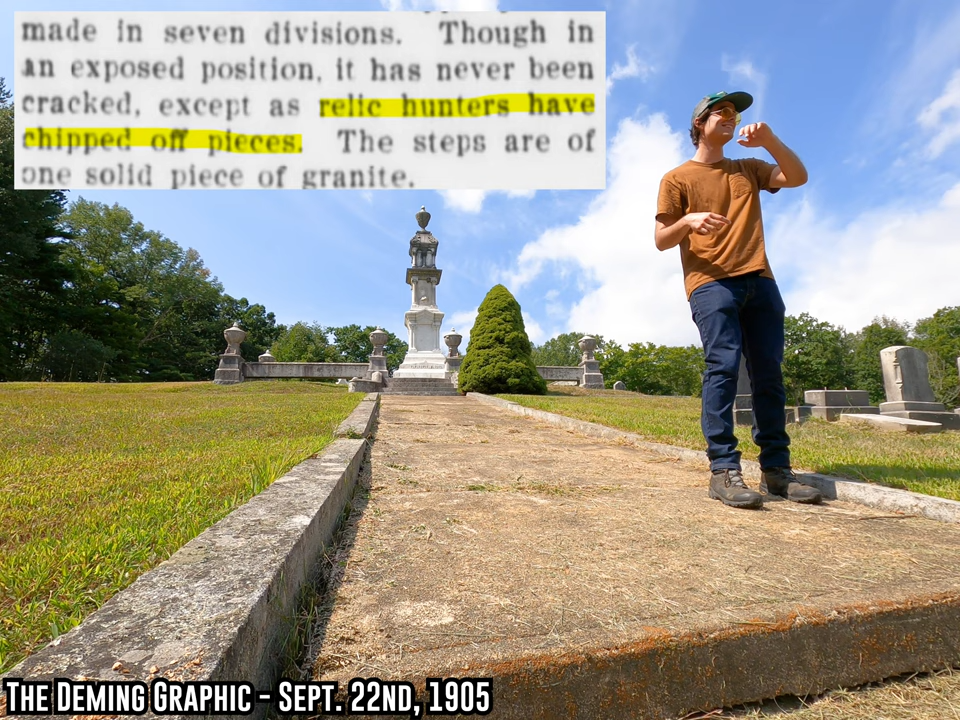 made in seven divisions. Though in
an exposed position, it has never been
cracked, except as relic hunters have
chipped off pieces. The steps are of
one solid piece of granite.
The Deming Graphic - Sept. 22nd, 1905